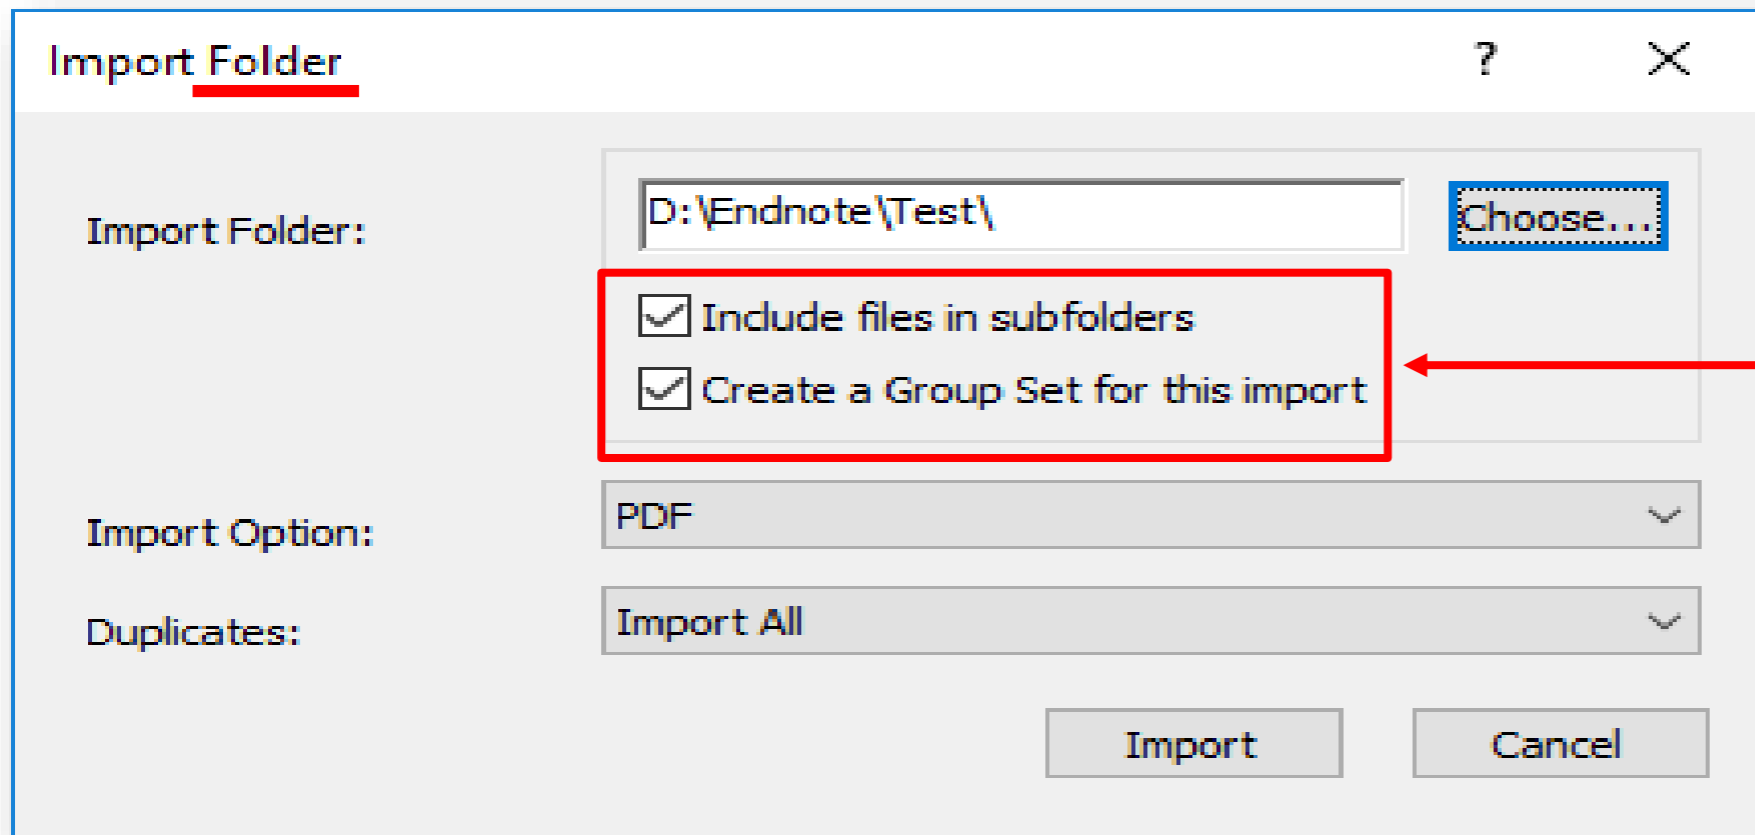 Import Folder
?
Import Folder:
D:\Endnote\Test\
Choose...
Include files in subfolders
Create a Group Set for this import
Import Option:
PDF
Duplicates:
Import All
Import
Cancel